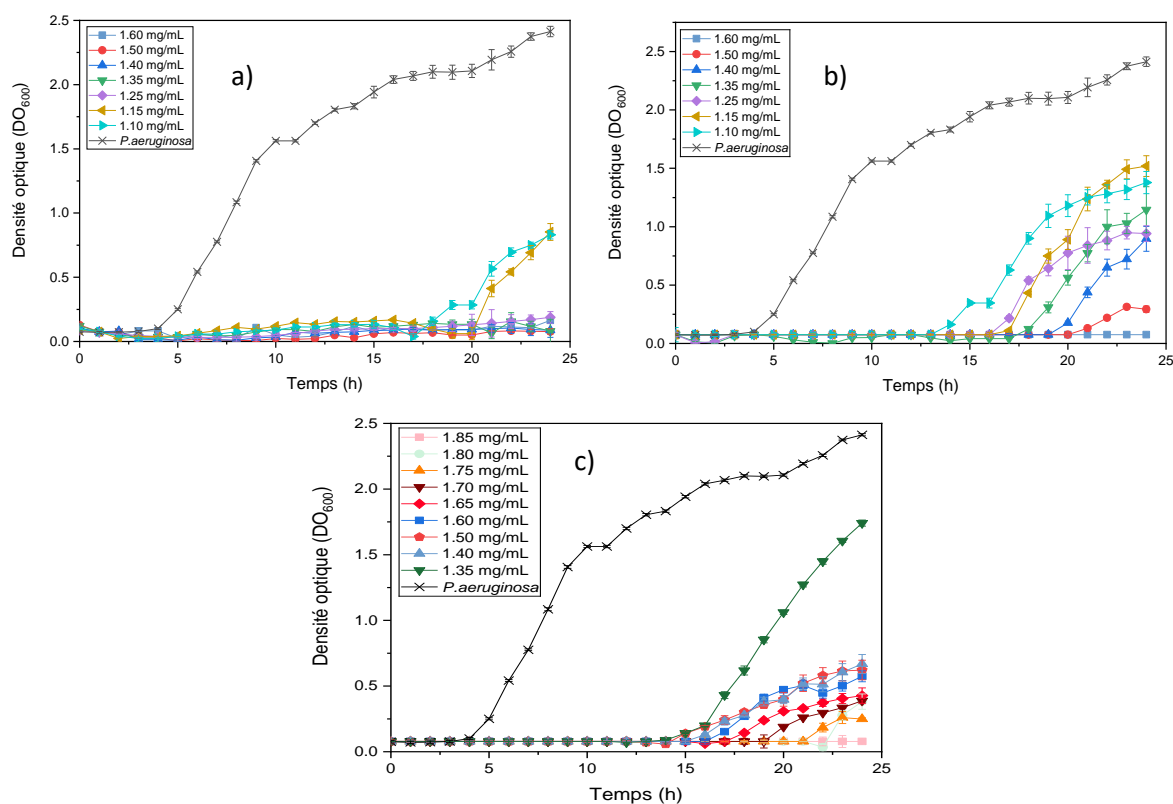 a)
2.5
2.0
1.5
1.0
0.5
0.0
Densité optique (DO600)
1.60 mg/mL
1.50 mg/mL
1.40 mg/mL
1.35 mg/mL
1.25 mg/mL
1.15 mg/mL
1.10 mg/mL
P.aeruginosa
0 5 10 15 20 25
Temps (h)
b)
2.5
2.0
1.5
1.0
0.5
0.0
Densité optique (DO600)
1.60 mg/mL
1.50 mg/mL
1.40 mg/mL
1.35 mg/mL
1.25 mg/mL
1.15 mg/mL
1.10 mg/mL
P.aeruginosa
0 5 10 15 20 25
Temps (h)
c)
2.5
2.0
1.5
1.0
0.5
0.0
Densité optique (DO600)
1.85 mg/mL
1.80 mg/mL
1.75 mg/mL
1.70 mg/mL
1.65 mg/mL
1.60 mg/mL
1.50 mg/mL
1.40 mg/mL
1.35 mg/mL
P.aeruginosa
0 5 10 15 20 25
Temps (h)